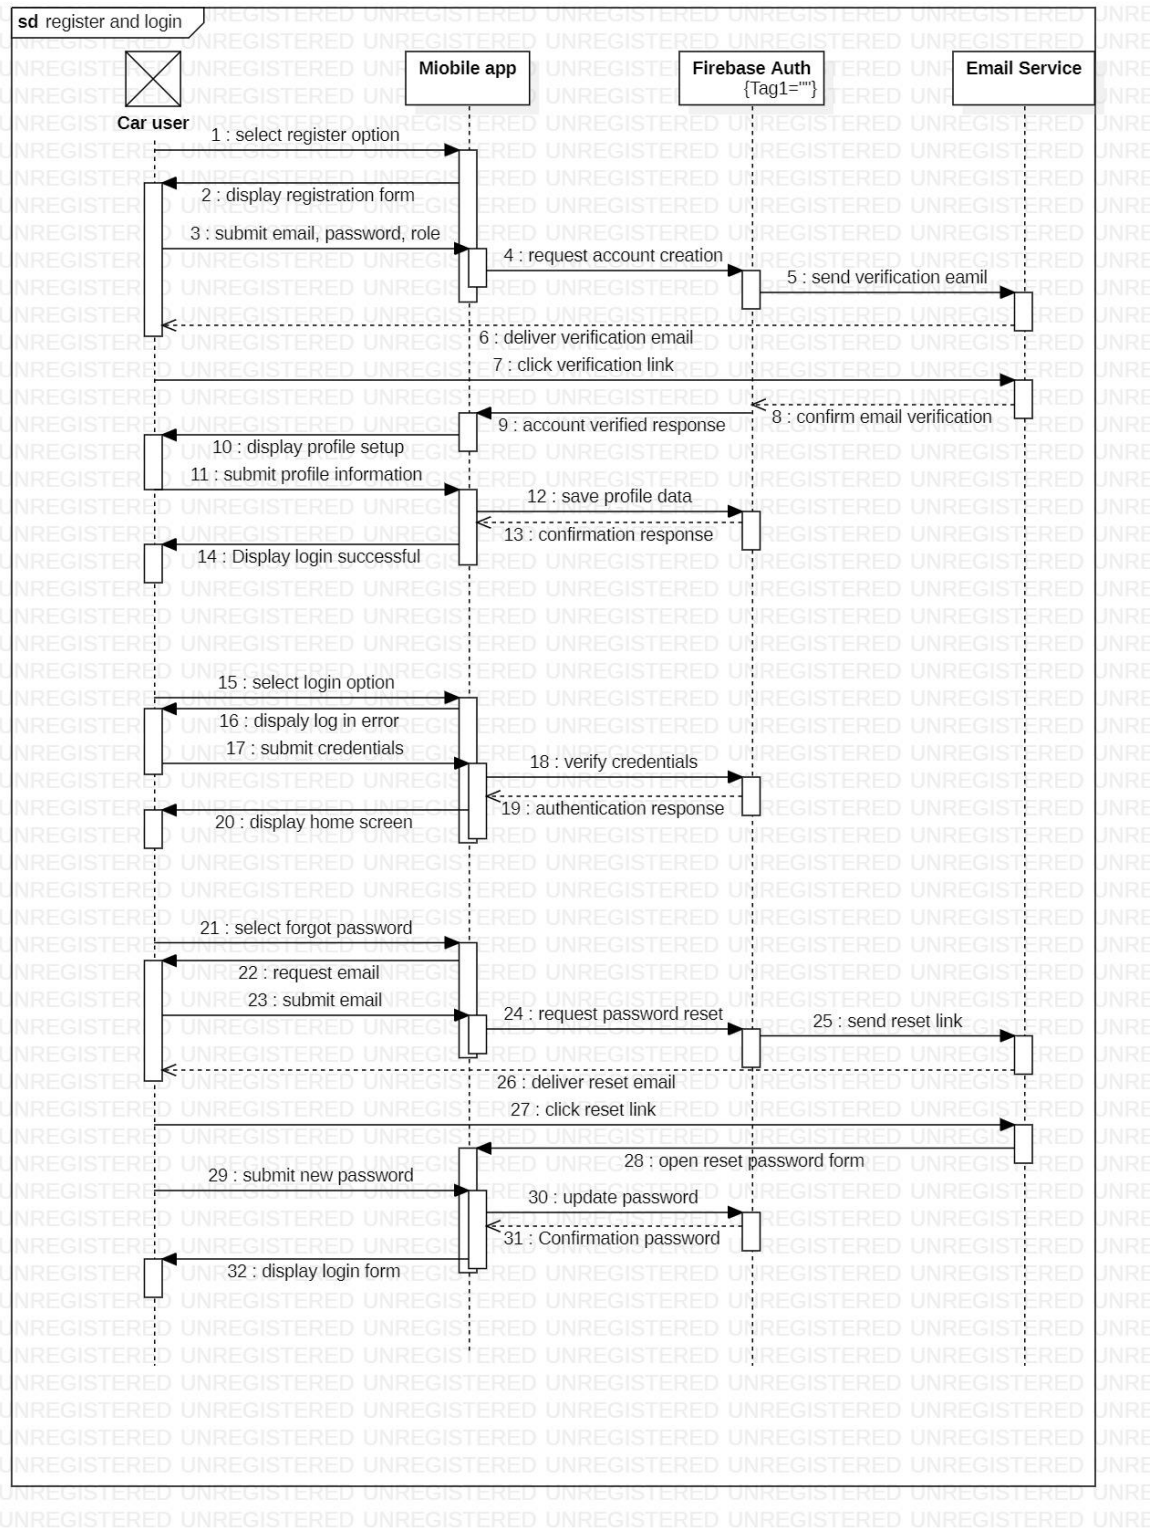 sd register and login
Miobile app
Firebase Auth
{Tag1=""}
Email Service
Car user
1 : select register option
2 : display registration form
3 : submit email, password, role
4 : request account creation
5 : send verification eamil
6 : deliver verification email
7 : click verification link
8 : confirm email verification
9 : account verified response
10 : display profile setup
11 : submit profile information
12 : save profile data
13 : confirmation response
14 : Display login successful
15 : select login option
16 : dispaly log in error
17 : submit credentials
18 : verify credentials
19 : authentication response
20 : display home screen
21 : select forgot password
22 : request email
23 : submit email
24 : request password reset
25 : send reset link
26 : deliver reset email
27 : click reset link
28 : open reset password form
29 : submit new password
30 : update password
31 : Confirmation password
32 : display login form
UNREGISTERED